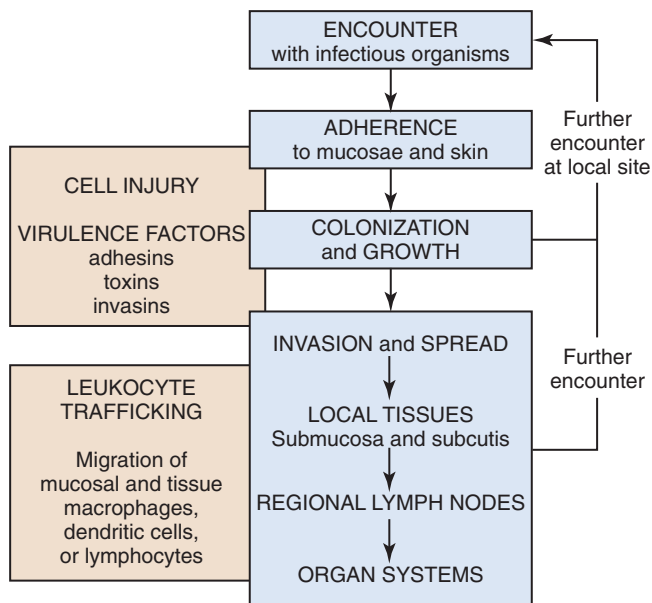 ENCOUNTER
with infectious organisms
ADHERENCE
to mucosae and skin
Further
encounter
at local site
CELL INJURY
VIRULENCE FACTORS
adhesins
toxins
invasins
COLONIZATION
and GROWTH
INVASION and SPREAD
Further
encounter
LEUKOCYTE
TRAFFICKING
Migration of
mucosal and tissue
macrophages,
dendritic cells,
or lymphocytes
LOCAL TISSUES
Submucosa and subcutis
REGIONAL LYMPH NODES
ORGAN SYSTEMS